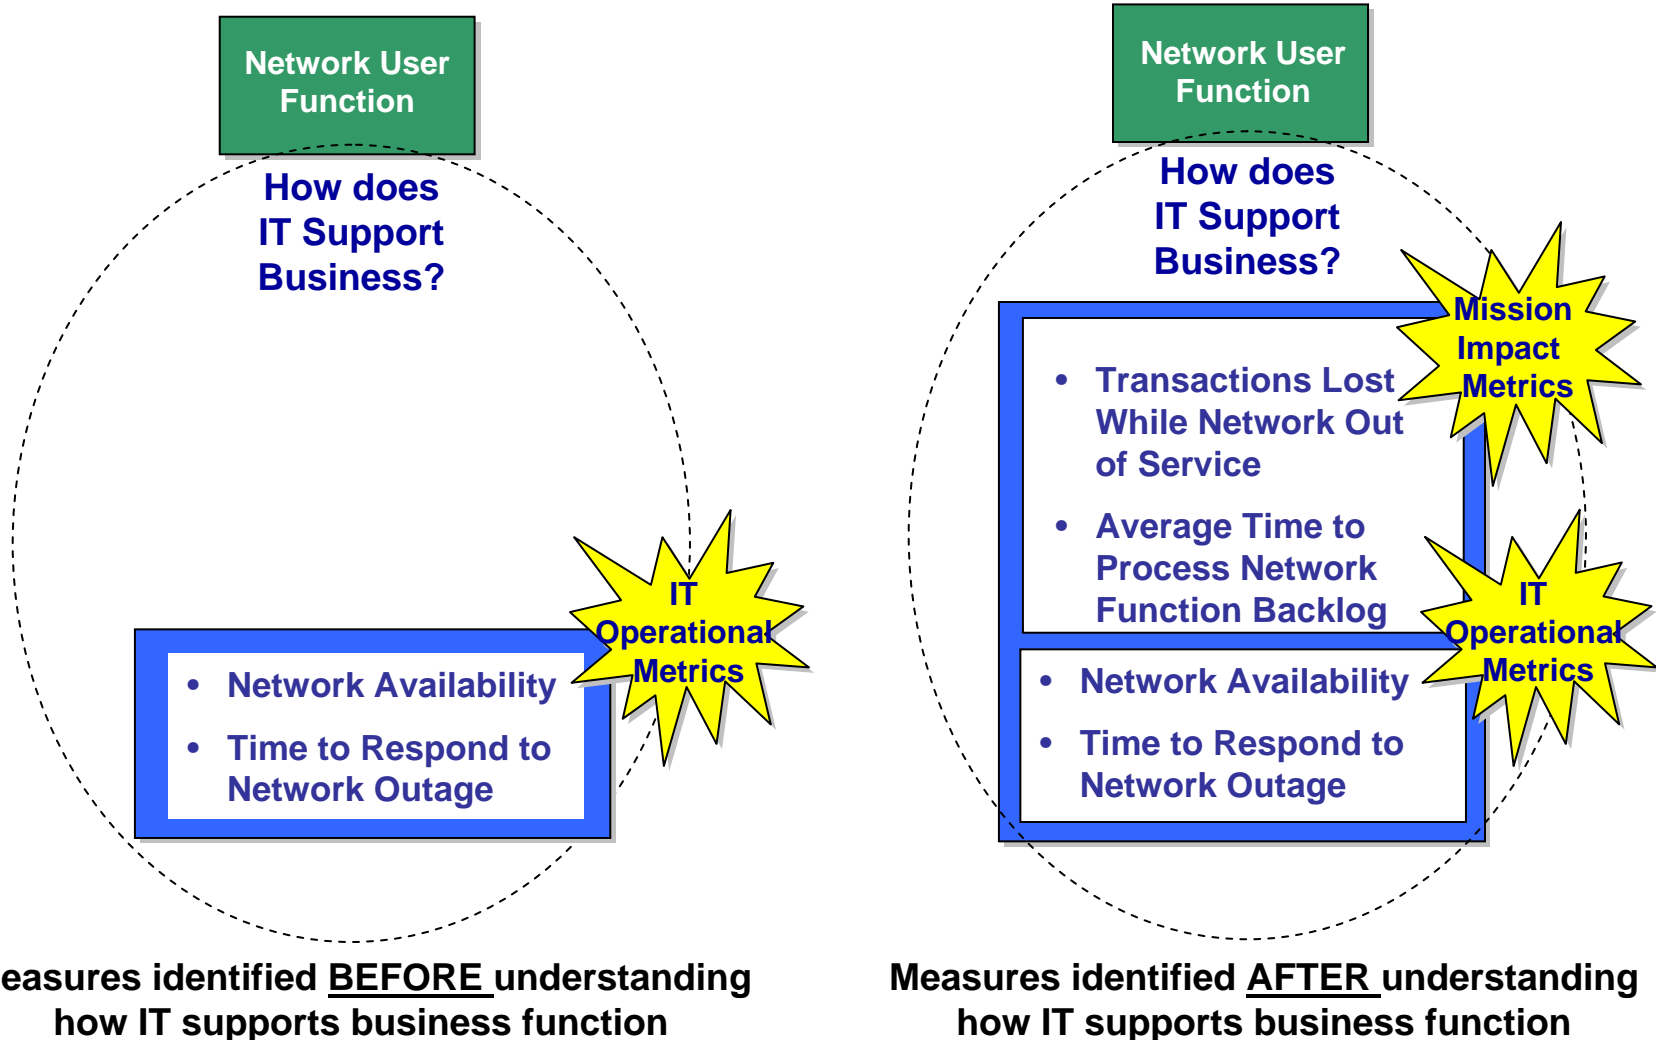 Network User
Function
How does
IT Support
Business?
IT
Operational
Metrics
• Network Availability
• Time to Respond to
Network Outage
easures identified BEFORE understanding
how IT supports business function
Network User
Function
How does
IT Support
Business?
Mission
Impact
Metrics
• Transactions Lost
While Network Out
of Service
• Average Time to
Process Network
Function Backlog
IT
Operational
Metrics
• Network Availability
• Time to Respond to
Network Outage
Measures identified AFTER understanding
how IT supports business function